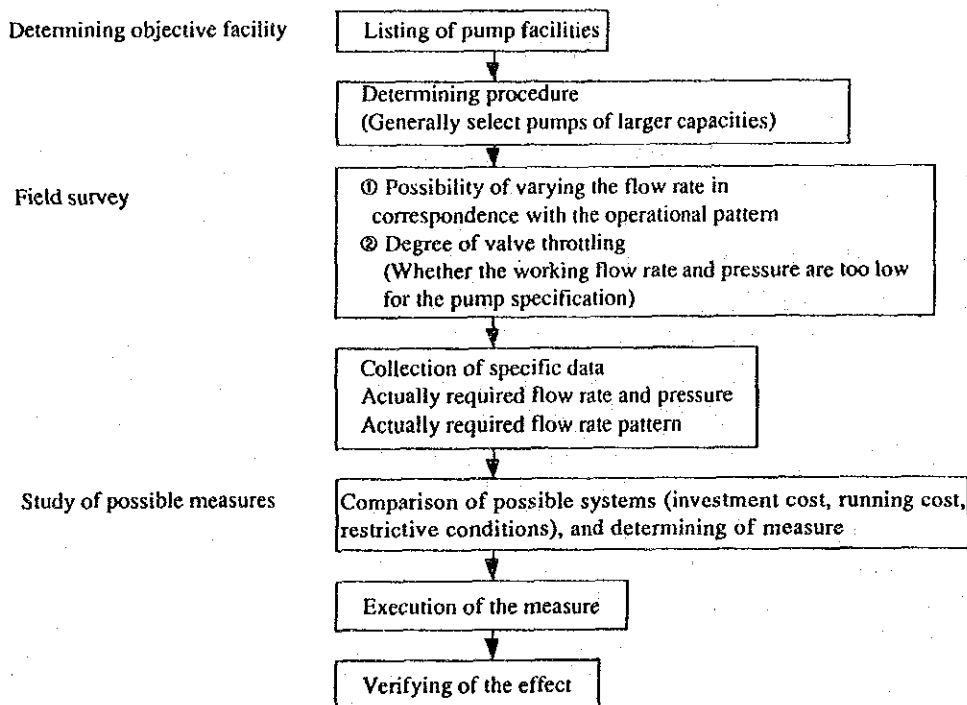 Determining objective facility
Listing of pump facilities
Determining procedure
(Generally select pumps of larger capacities)
Field survey
① Possibility of varying the flow rate in
correspondence with the operational pattern
② Degree of valve throttling
(Whether the working flow rate and pressure are too low
for the pump specification)
Collection of specific data
Actually required flow rate and pressure
Actually required flow rate pattern
Study of possible measures
Comparison of possible systems (investment cost, running cost,
restrictive conditions), and determining of measure
Execution of the measure
Verifying of the effect